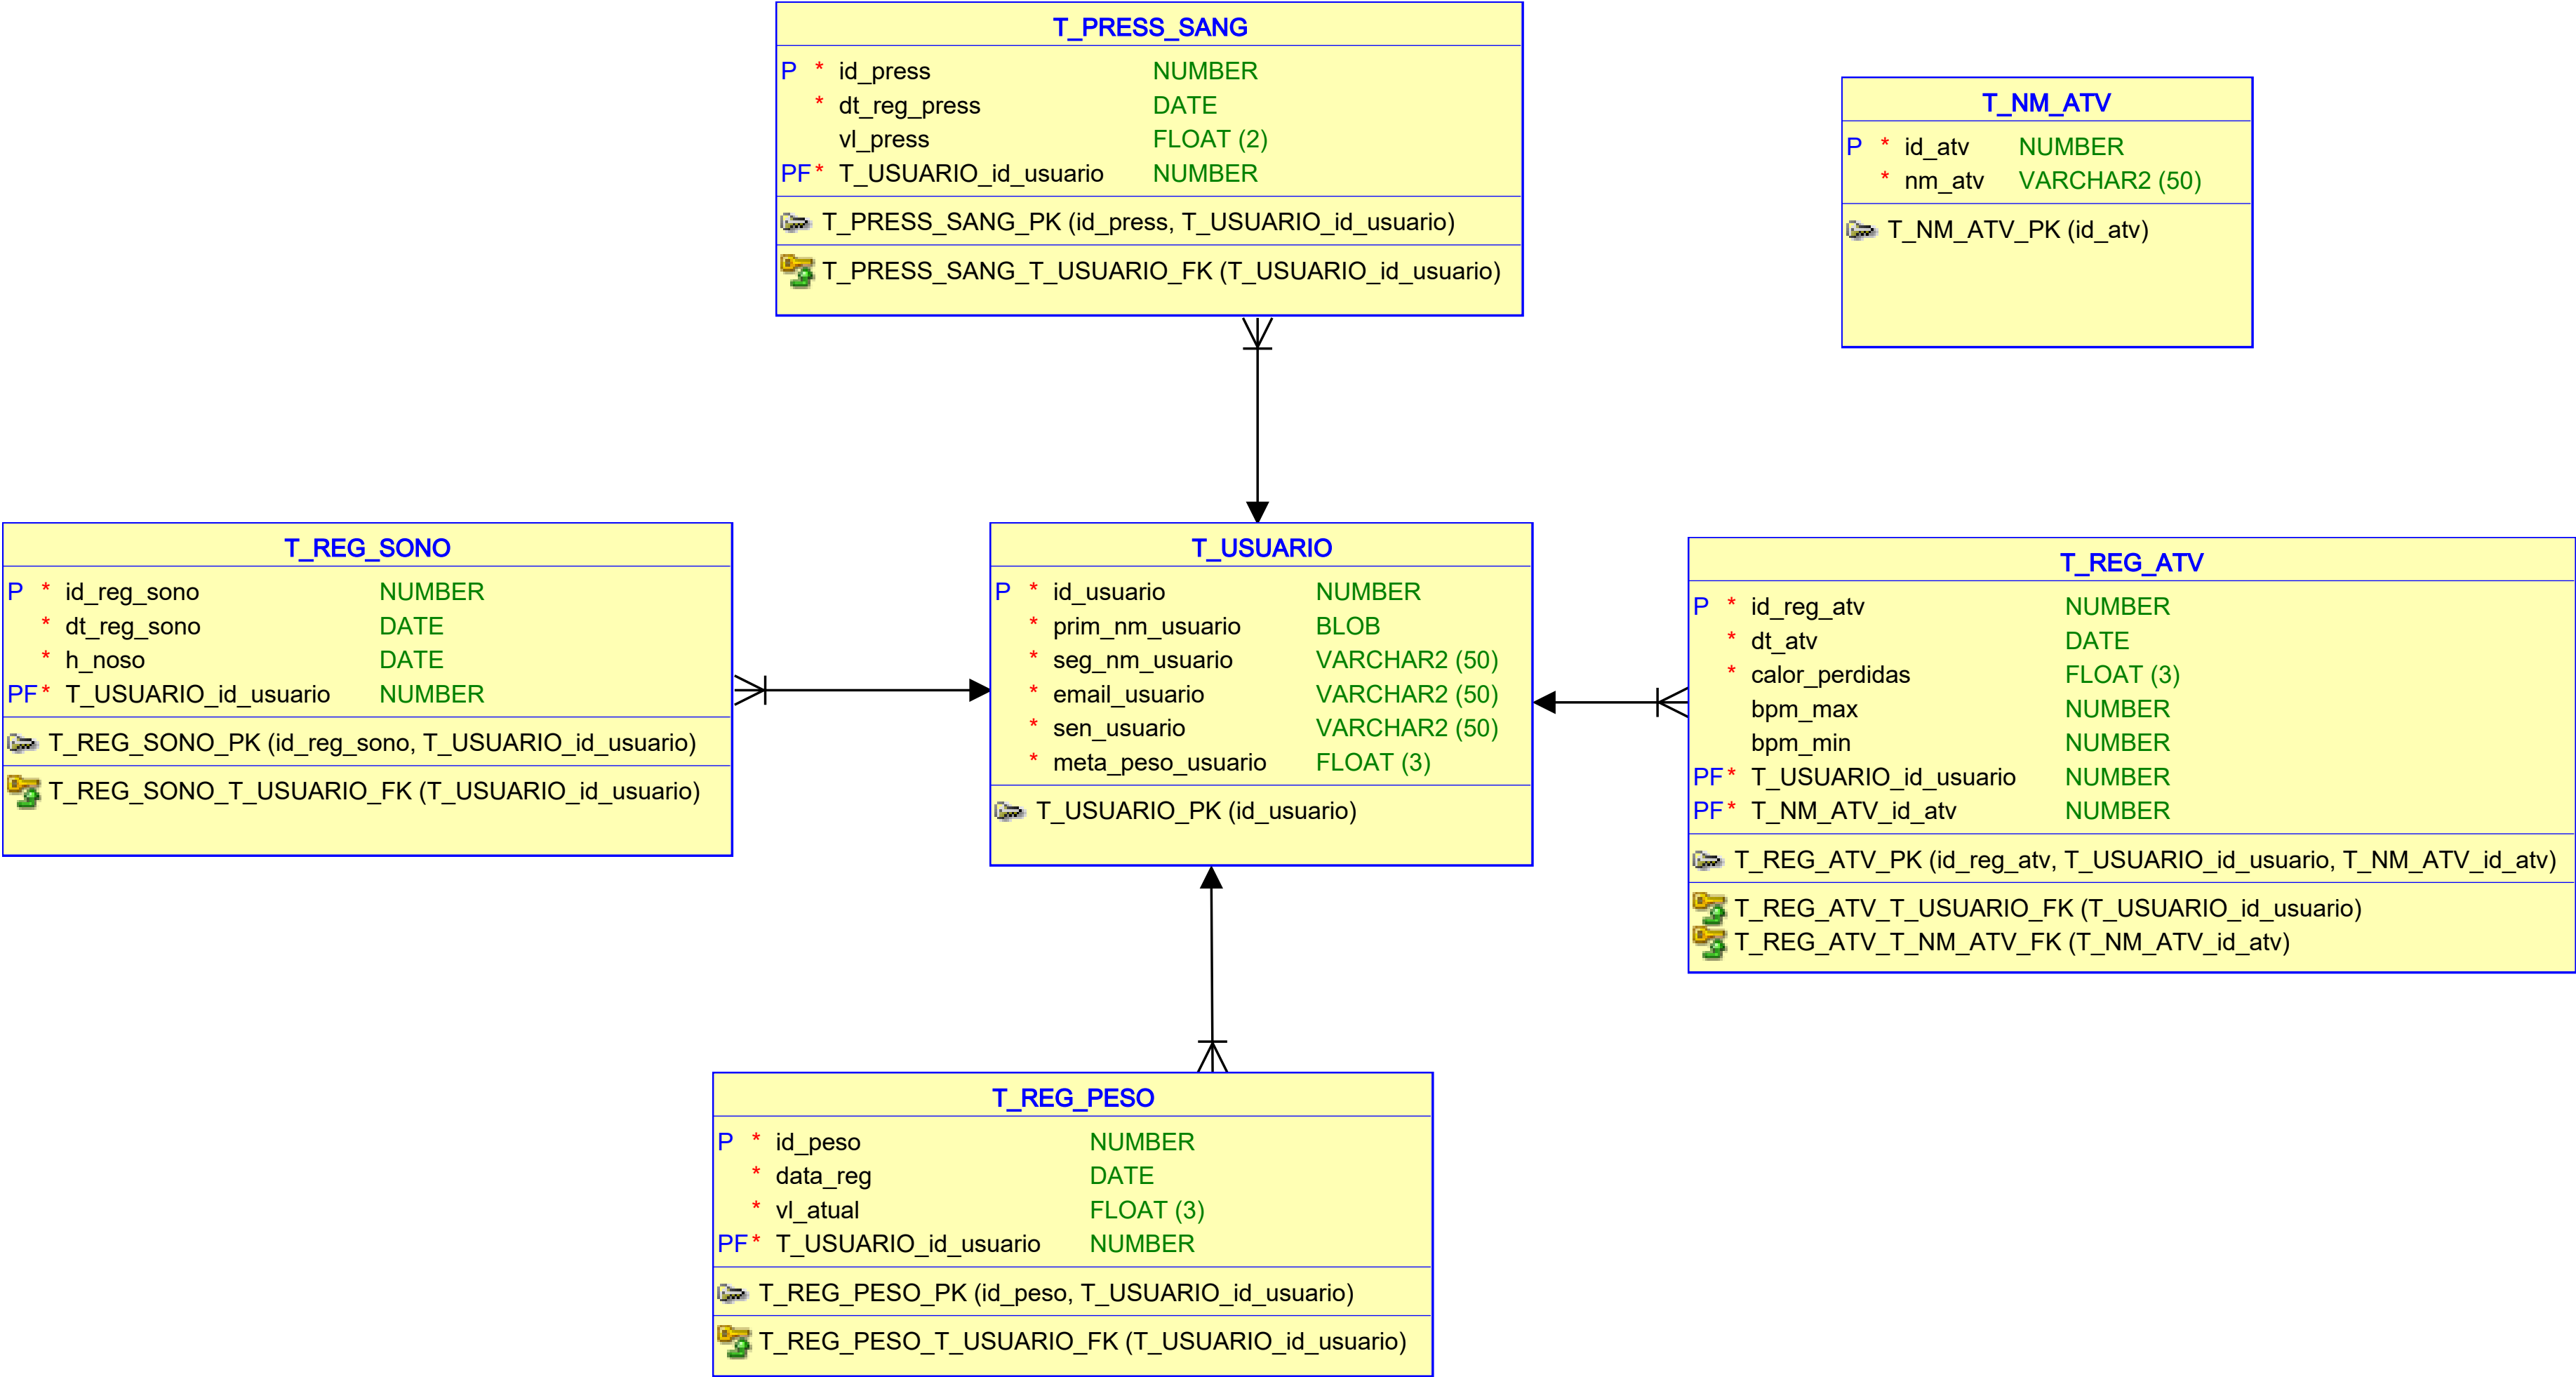 T_PRESS_SANG
P * id_press NUMBER
* dt_reg_press DATE
vl_press FLOAT (2)
PF* T_USUARIO_id_usuario NUMBER
T_PRESS_SANG_PK (id_press, T_USUARIO_id_usuario)
T_PRESS_SANG_T_USUARIO_FK (T_USUARIO_id_usuario)
T_NM_ATV
P * id_atv NUMBER
* nm_atv VARCHAR2 (50)
T_NM_ATV_PK (id_atv)
T_REG_SONO
P * id_reg_sono NUMBER
* dt_reg_sono DATE
* h_noso DATE
PF* T_USUARIO_id_usuario NUMBER
T_REG_SONO_PK (id_reg_sono, T_USUARIO_id_usuario)
T_REG_SONO_T_USUARIO_FK (T_USUARIO_id_usuario)
T_USUARIO
P * id_usuario NUMBER
* prim_nm_usuario BLOB
* seg_nm_usuario VARCHAR2 (50)
* email_usuario VARCHAR2 (50)
* sen_usuario VARCHAR2 (50)
* meta_peso_usuario FLOAT (3)
T_USUARIO_PK (id_usuario)
T_REG_ATV
P * id_reg_atv NUMBER
* dt_atv DATE
* calor_perdidas FLOAT (3)
bpm_max NUMBER
bpm_min NUMBER
PF* T_USUARIO_id_usuario NUMBER
PF* T_NM_ATV_id_atv NUMBER
T_REG_ATV_PK (id_reg_atv, T_USUARIO_id_usuario, T_NM_ATV_id_atv)
T_REG_ATV_T_USUARIO_FK (T_USUARIO_id_usuario)
T_REG_ATV_T_NM_ATV_FK (T_NM_ATV_id_atv)
T_REG_PESO
P * id_peso NUMBER
* data_reg DATE
* vl_atual FLOAT (3)
PF* T_USUARIO_id_usuario NUMBER
T_REG_PESO_PK (id_peso, T_USUARIO_id_usuario)
T_REG_PESO_T_USUARIO_FK (T_USUARIO_id_usuario)